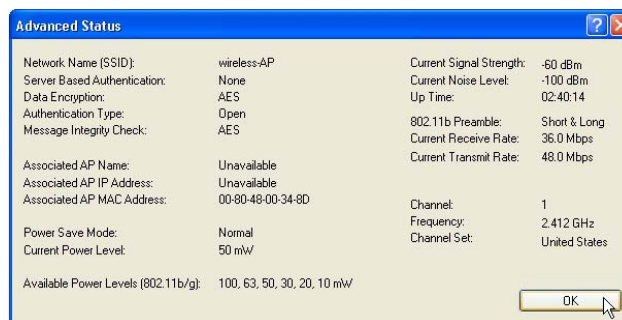 Advanced Status
Network Name (SSID): wireless-AP
Server Based Authentication: None
Data Encryption: AES
Authentication Type: Open
Message Integrity Check: AES
Associated AP Name: Unavailable
Associated AP IP Address: Unavailable
Associated AP MAC Address: 00-80-48-00-34-8D
Power Save Mode: Normal
Current Power Level: 50 mW
Available Power Levels (802.11b/g): 100, 63, 50, 30, 20, 10 mW
Current Signal Strength: -60 dBm
Current Noise Level: -100 dBm
Up Time: 02:40:14
802.11b Preamble: Short & Long
Current Receive Rate: 36.0 Mbps
Current Transmit Rate: 48.0 Mbps
Channel: 1
Frequency: 2.412 GHz
Channel Set: United States
OK